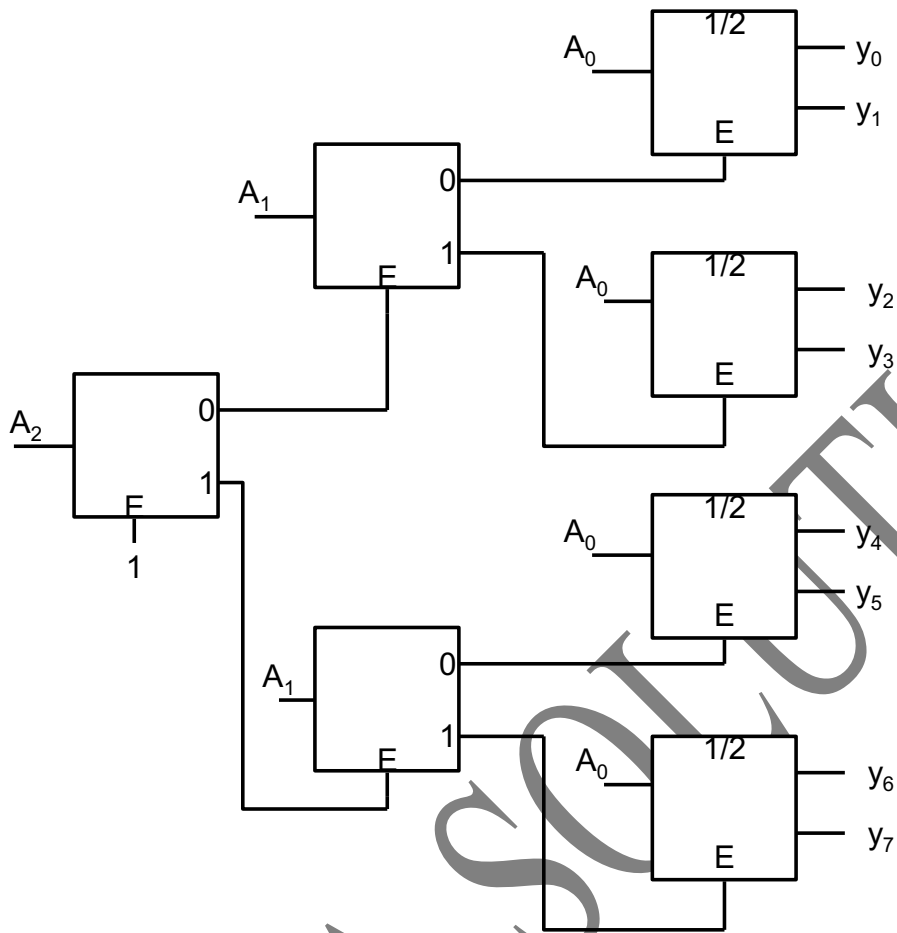 1/2
A₀
y₀
y₁
E
0
A₁
1
E
1/2
A₀
y₂
y₃
E
A₂
0
1
E
1
1/2
A₀
y₄
y₅
E
0
A₁
1
E
1/2
A₀
y₆
y₇
E